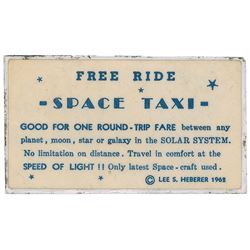 FREE RIDE
- SPACE TAXI -
GOOD FOR ONE ROUND-TRIP FARE between any
planet, moon, star or galaxy in the SOLAR SYSTEM.
No limitation on distance. Travel in comfort at the
SPEED OF LIGHT !! Only latest Space-craft used.
© LEE S. HEBERER 1962